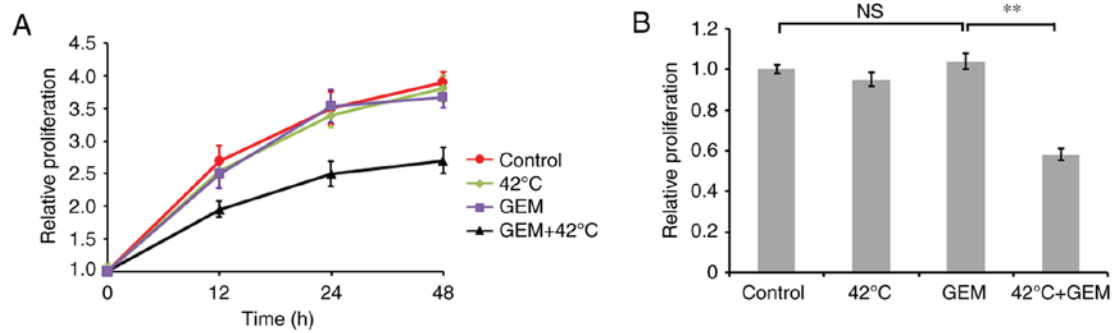 A
Relative proliferation
4.5
4.0
3.5
3.0
2.5
2.0
1.5
1.0
0
12
24
48
Time (h)
Control
42°C
GEM
GEM+42°C
B
NS
**
Relative proliferation
1.2
1.0
0.8
0.6
0.4
0.2
0
Control
42°C
GEM
42°C+GEM